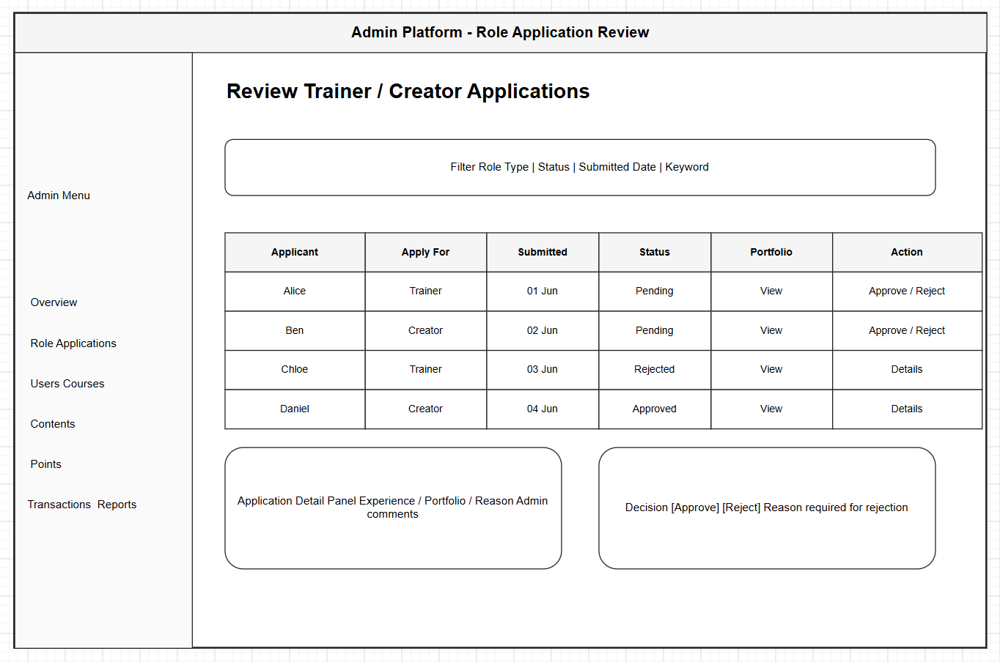 Admin Platform - Role Application Review
Admin Menu
Overview
Role Applications
Users Courses
Contents
Points
Transactions  Reports
Review Trainer / Creator Applications
Filter Role Type | Status | Submitted Date | Keyword
Applicant Apply For Submitted Status Portfolio Action
Alice Trainer 01 Jun Pending View Approve / Reject
Ben Creator 02 Jun Pending View Approve / Reject
Chloe Trainer 03 Jun Rejected View Details
Daniel Creator 04 Jun Approved View Details
Application Detail Panel Experience / Portfolio / Reason Admin
comments
Decision [Approve] [Reject] Reason required for rejection